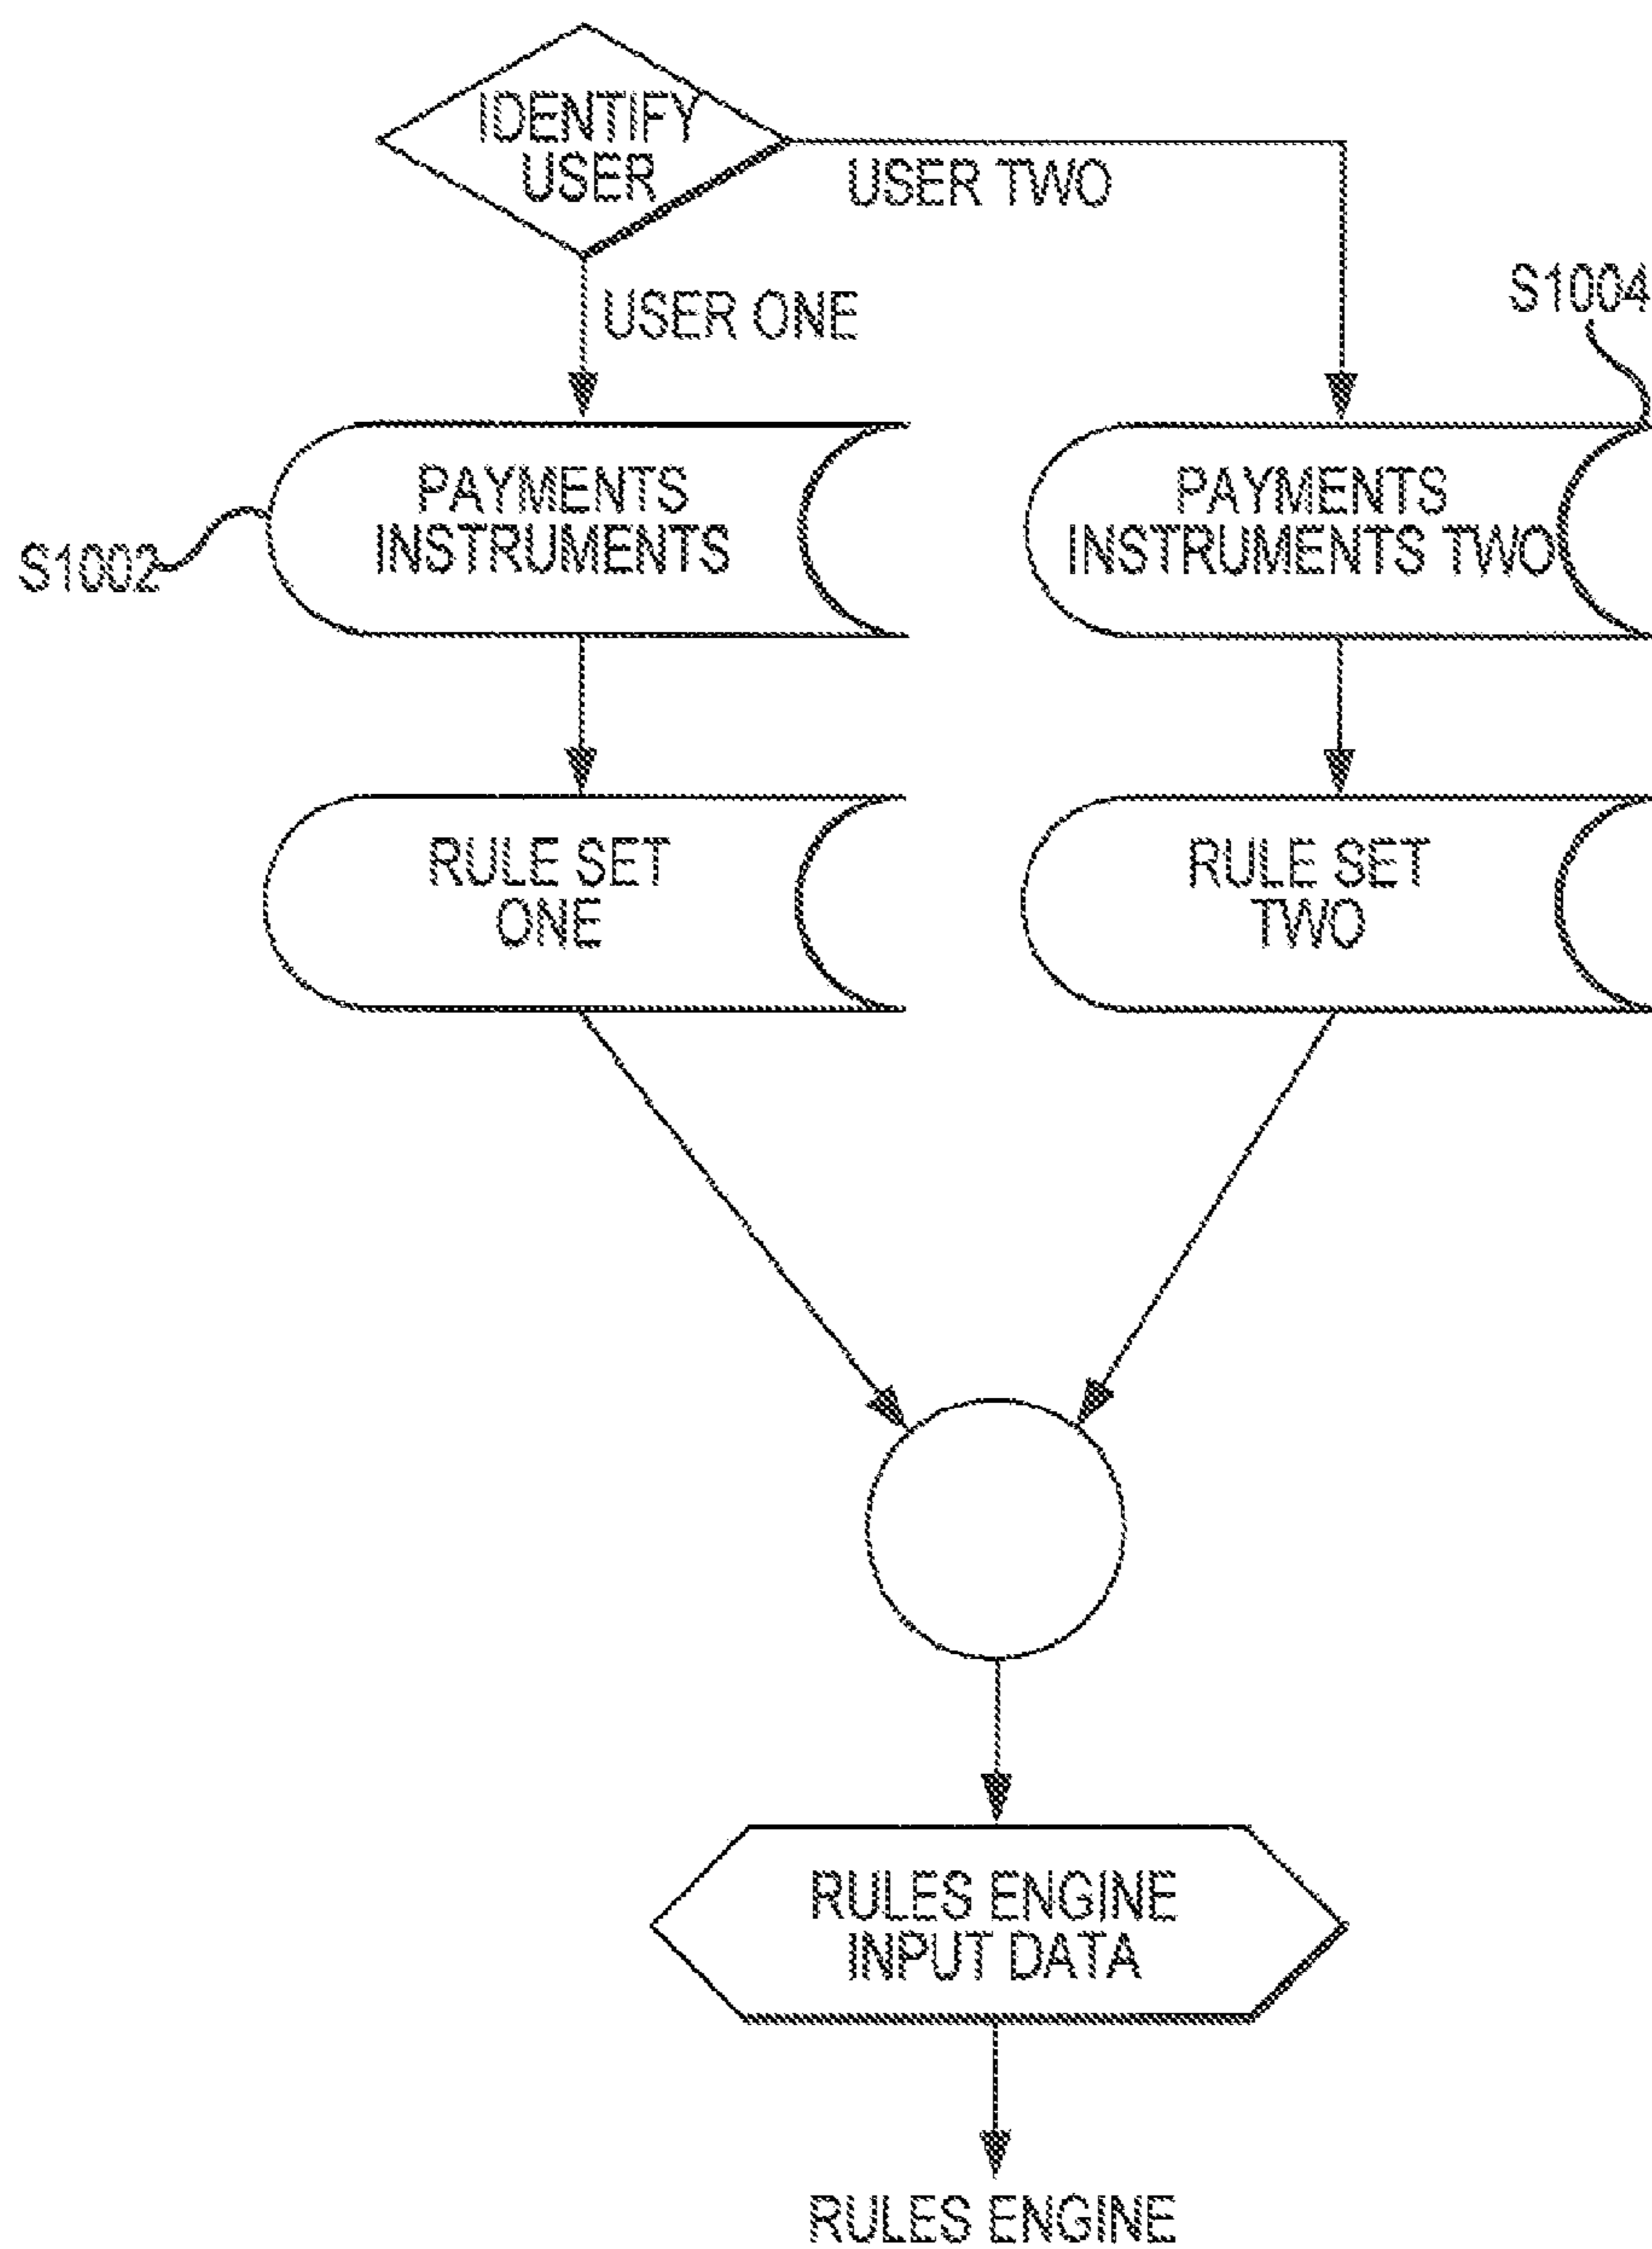 IDENTIFY
USER
USER TWO
USER ONE
S1004
S1002
PAYMENTS
INSTRUMENTS
PAYMENTS
INSTRUMENTS TWO
RULE SET
ONE
RULE SET
TWO
RULES ENGINE
INPUT DATA
RULES ENGINE